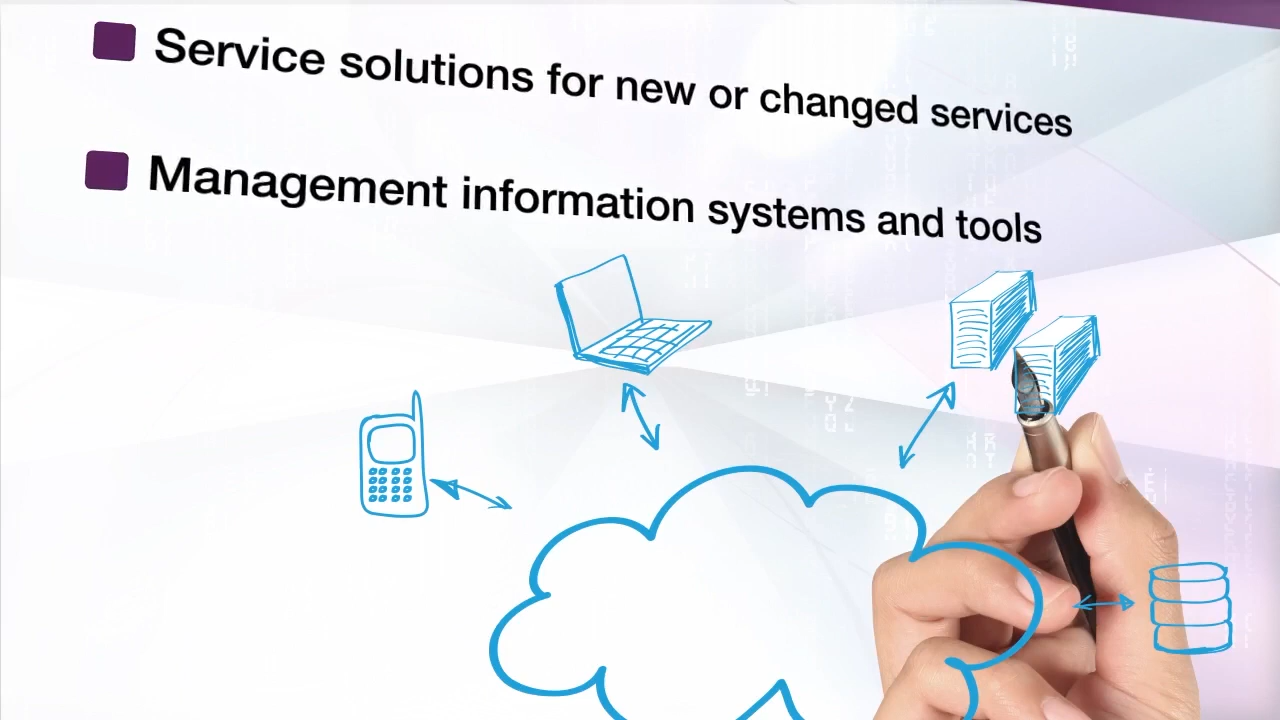 Service solutions for new or changed services
Management information systems and tools